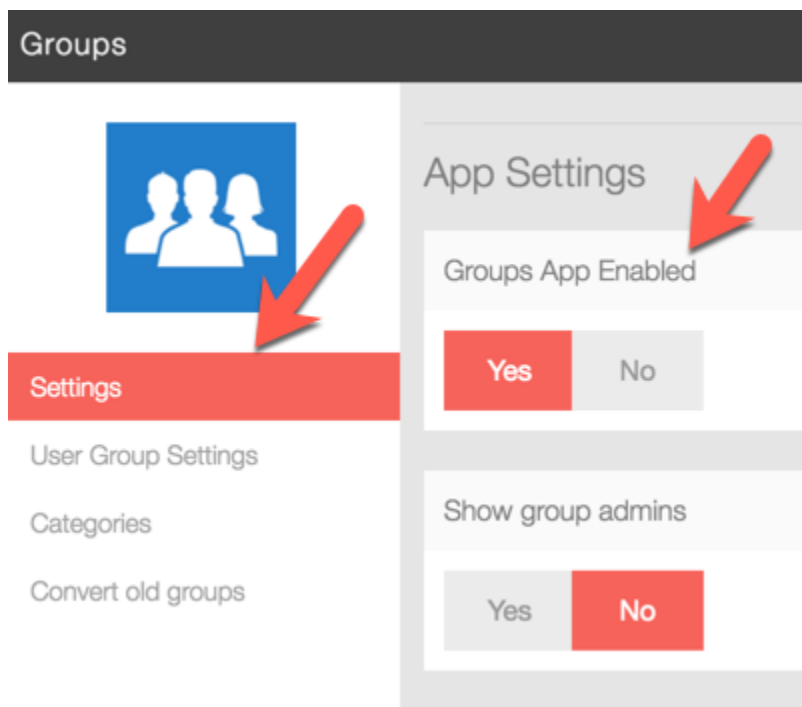 Groups
Settings
User Group Settings
Categories
Convert old groups
App Settings
Groups App Enabled
Yes No
Show group admins
Yes No